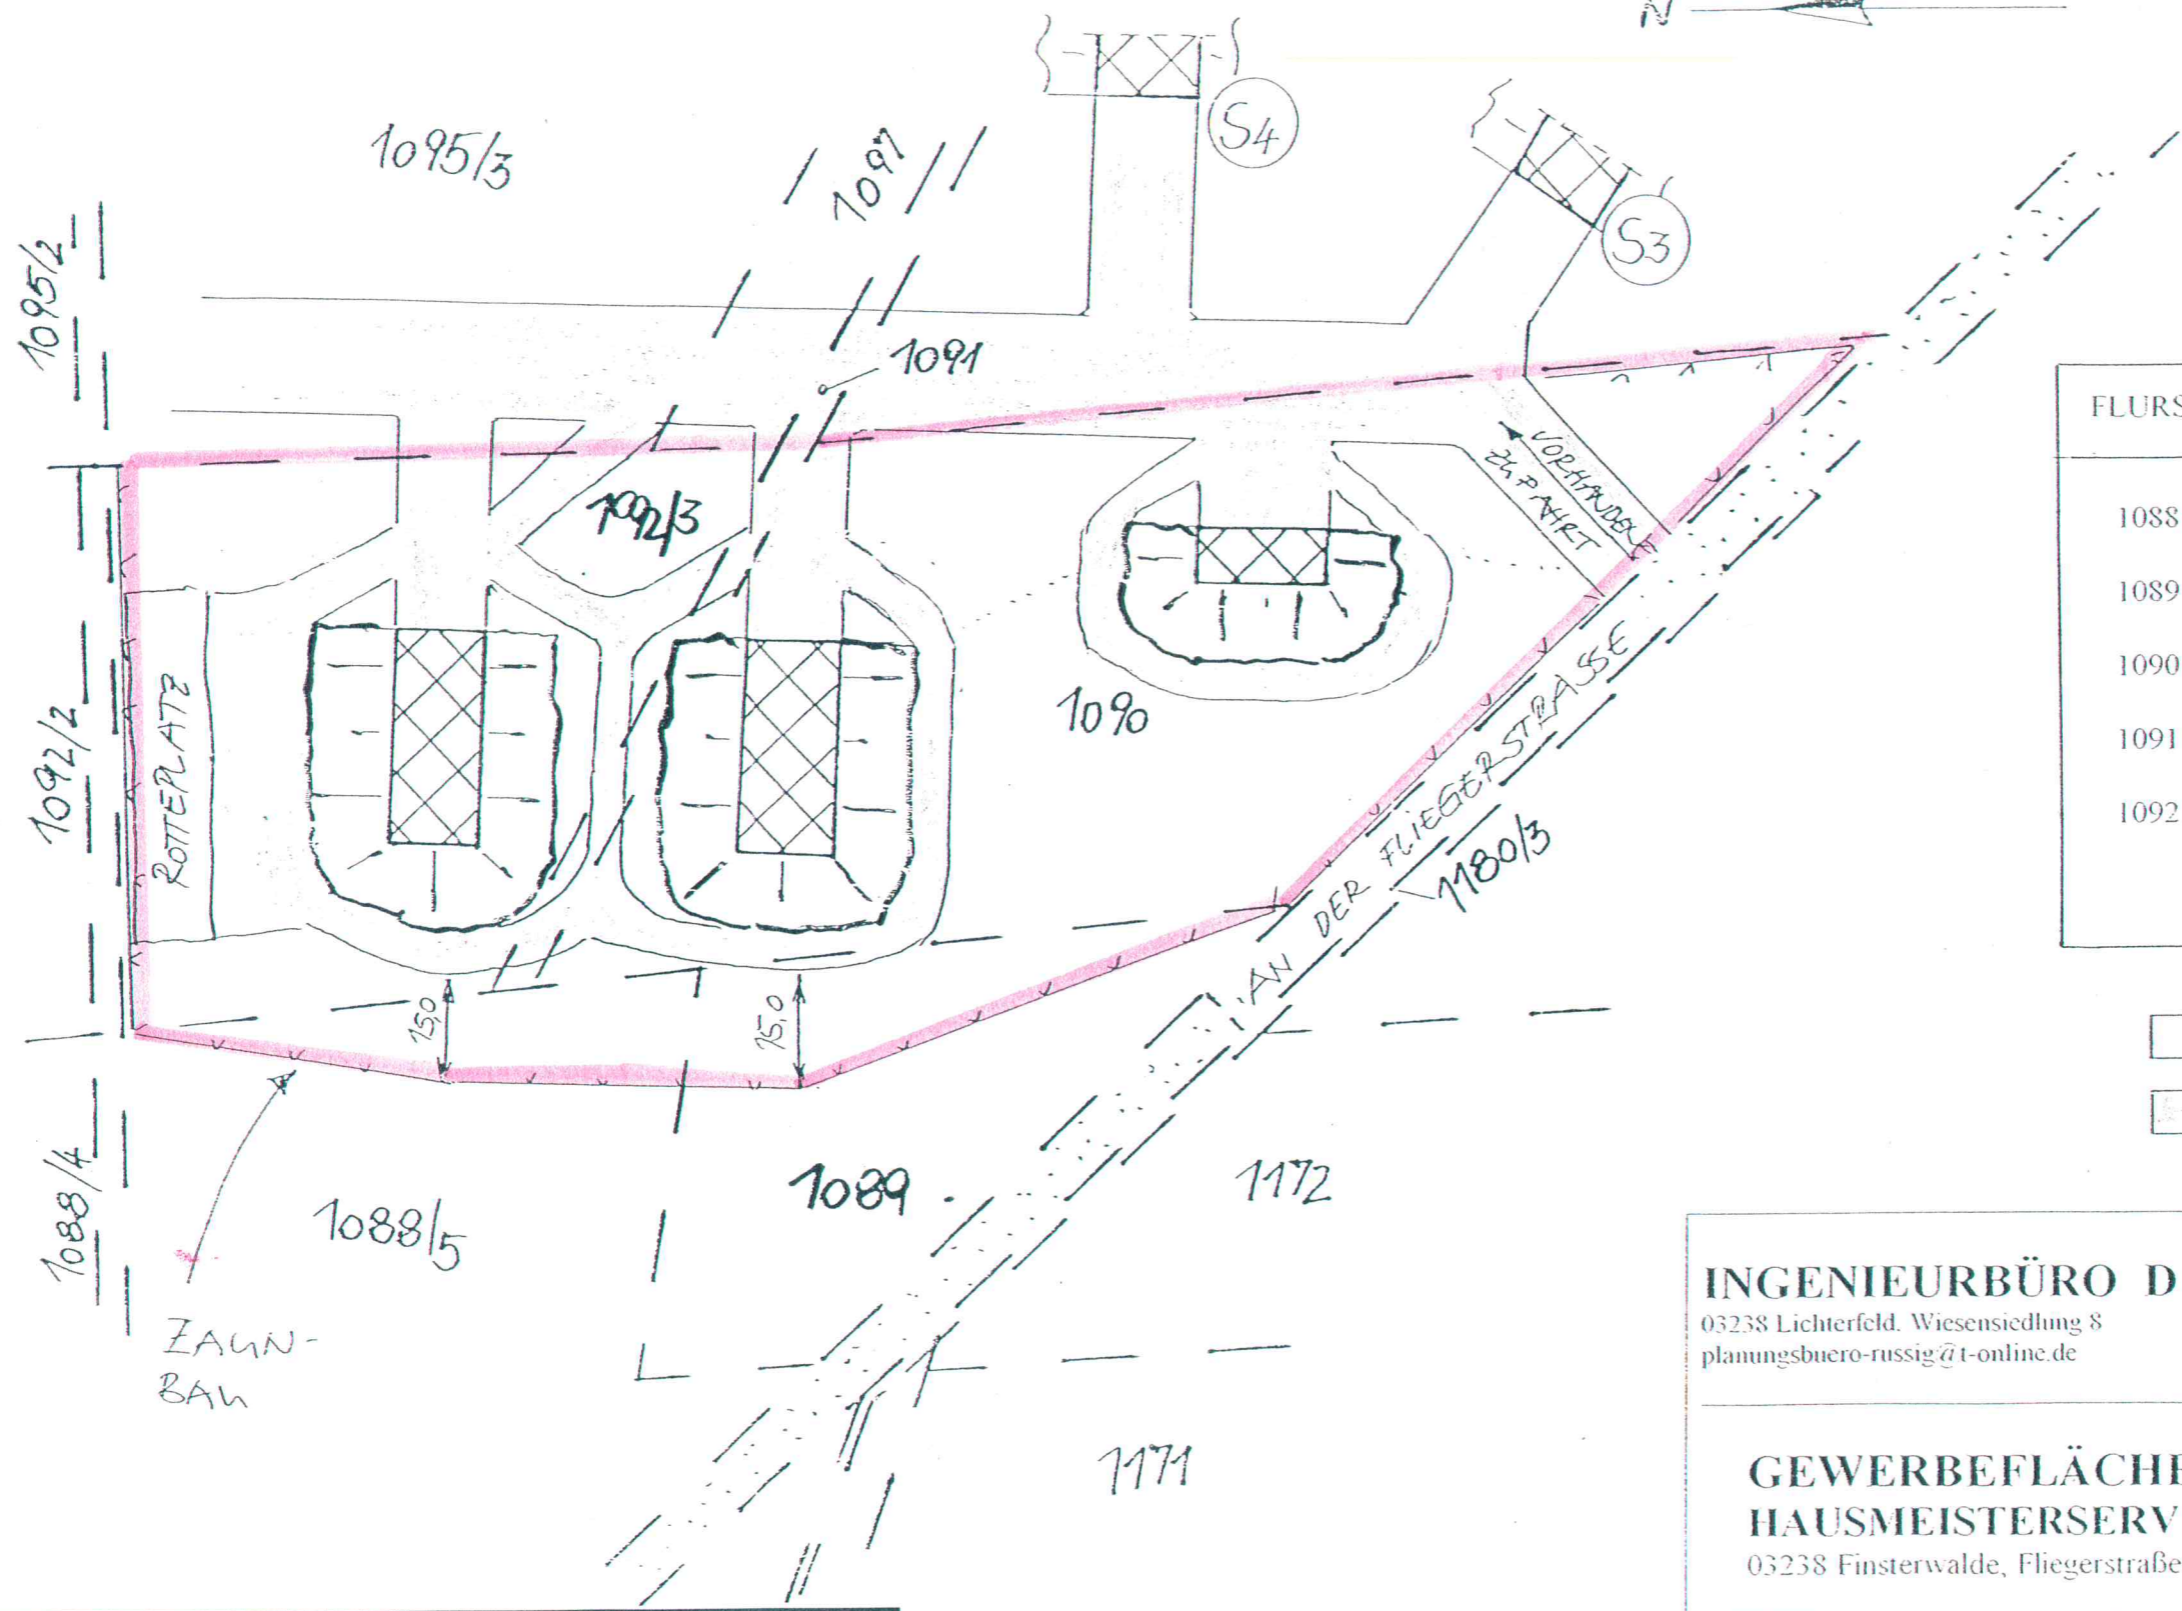 N
S4
1095/3
1097
S3
1095/2
1091
FLURS
VORHANDENE
ZUFAHRT
1092/3
1088
1089
1090
1091
1092
1090
ROTTEPLATZ
1092/2
AN DER FLIEGERSTRASSE
1180/3
15,0
15,0
1088/4
1088/5
1089
1172
ZAUN-
BAU
1171
INGENIEURBÜRO D
03238 Lichterfeld. Wiesensiedlung 8
planungsbuero-russig@t-online.de
GEWERBEFLÄCHE
HAUSMEISTERSERV
03238 Finsterwalde, Fliegerstraße